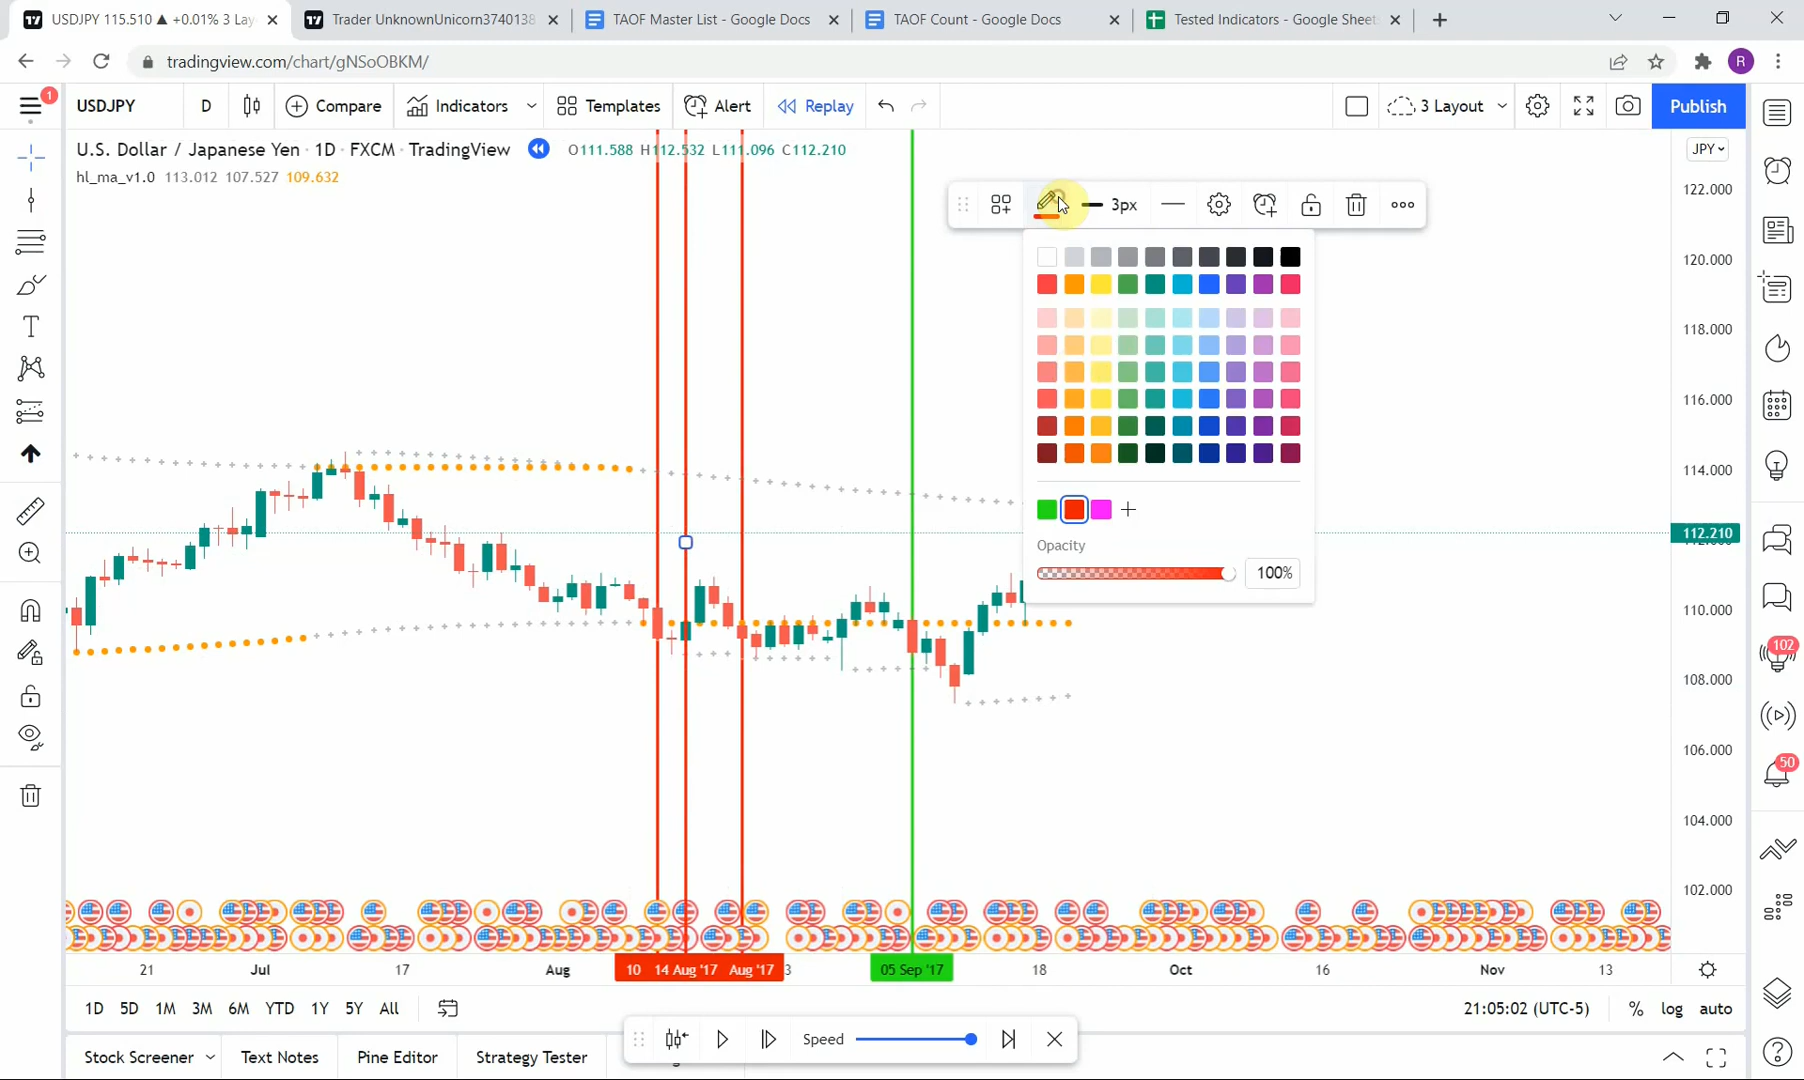 USDJPY 115.510 ▲ +0.01% 3 Lay
Trader UnknownUnicorn3740138
TAOF Master List - Google Docs
TAOF Count - Google Docs
Tested Indicators - Google Sheet
tradingview.com/chart/gNSoOBKM/
R
1
USDJPY
D
Compare
Indicators
Templates
Alert
Replay
3 Layout
Publish
U.S. Dollar / Japanese Yen · 1D · FXCM · TradingView
O111.588 H112.532 L111.096 C112.210
JPY
hl_ma_v1.0 113.012 107.527 109.632
3px
Opacity
100%
122.000
120.000
118.000
116.000
114.000
112.210
110.000
108.000
106.000
104.000
102.000
102
50
21
Jul
17
Aug
10
14 Aug '17
Aug '17
3
05 Sep '17
18
Oct
16
Nov
13
1D 5D 1M 3M 6M YTD 1Y 5Y All
21:05:02 (UTC-5)
% log auto
Speed
Stock Screener
Text Notes
Pine Editor
Strategy Tester